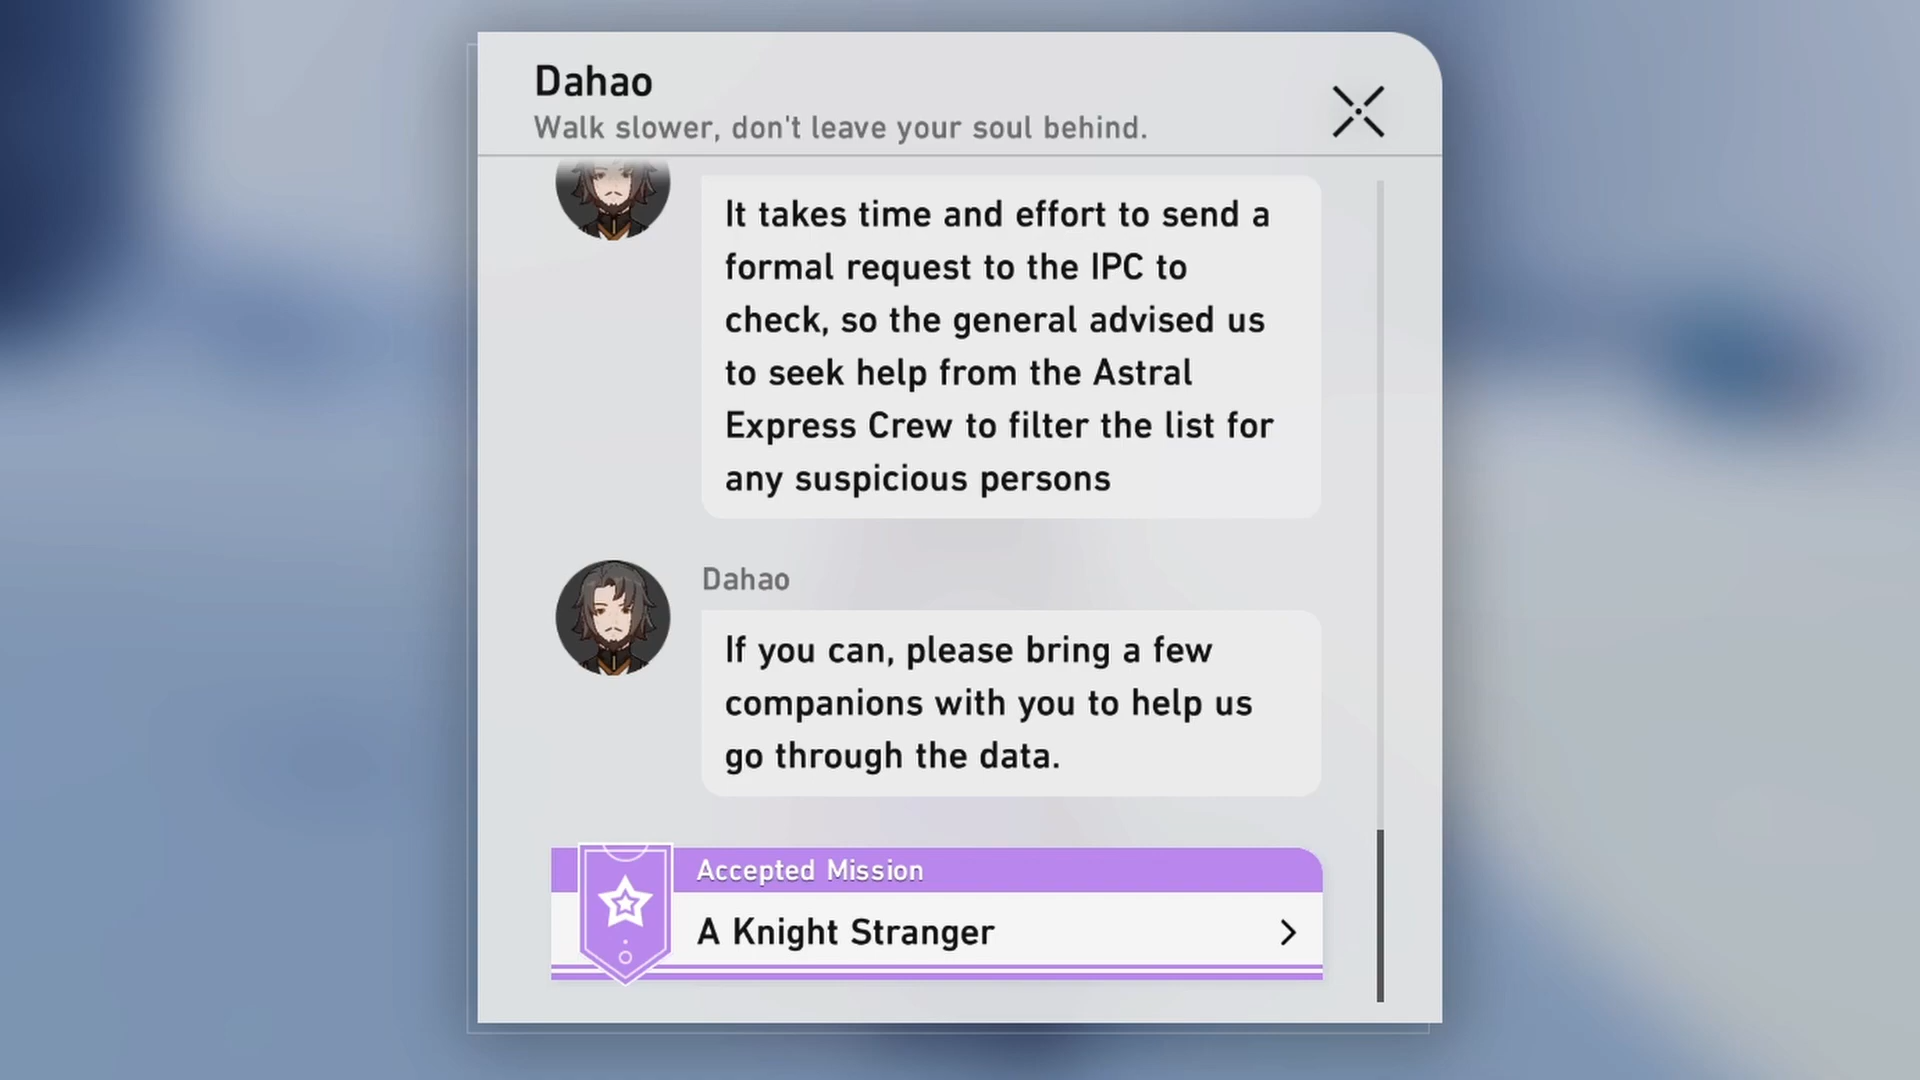 Dahao
Walk slower, don't leave your soul behind.
It takes time and effort to send a
formal request to the IPC to
check, so the general advised us
to seek help from the Astral
Express Crew to filter the list for
any suspicious persons
Dahao
If you can, please bring a few
companions with you to help us
go through the data.
Accepted Mission
A Knight Stranger